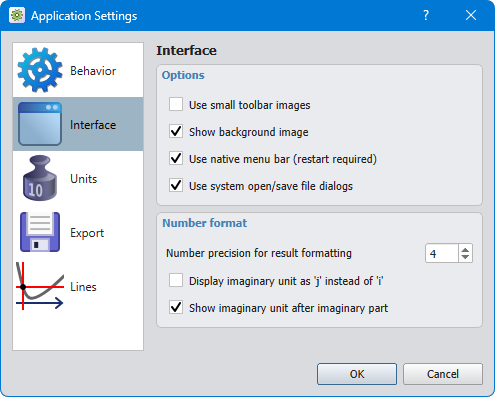 Application Settings
?
Behavior
Interface
Units
10
Export
Lines
Interface
Options
Use small toolbar images
Show background image
Use native menu bar (restart required)
Use system open/save file dialogs
Number format
Number precision for result formatting 4
Display imaginary unit as 'j' instead of 'i'
Show imaginary unit after imaginary part
OK Cancel